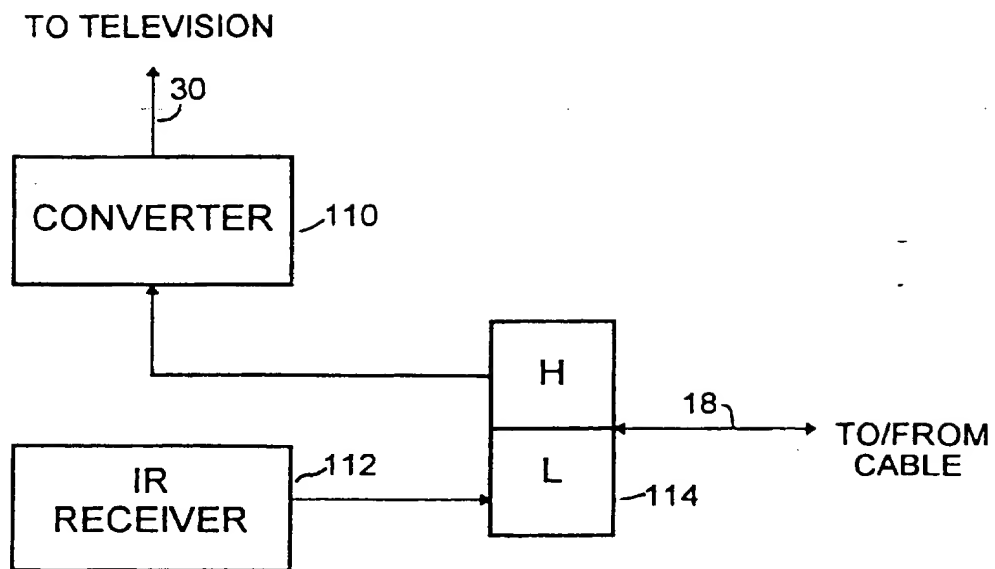 TO TELEVISION
30
CONVERTER
110
H
18
TO/FROM
CABLE
IR
RECEIVER
112
L
114